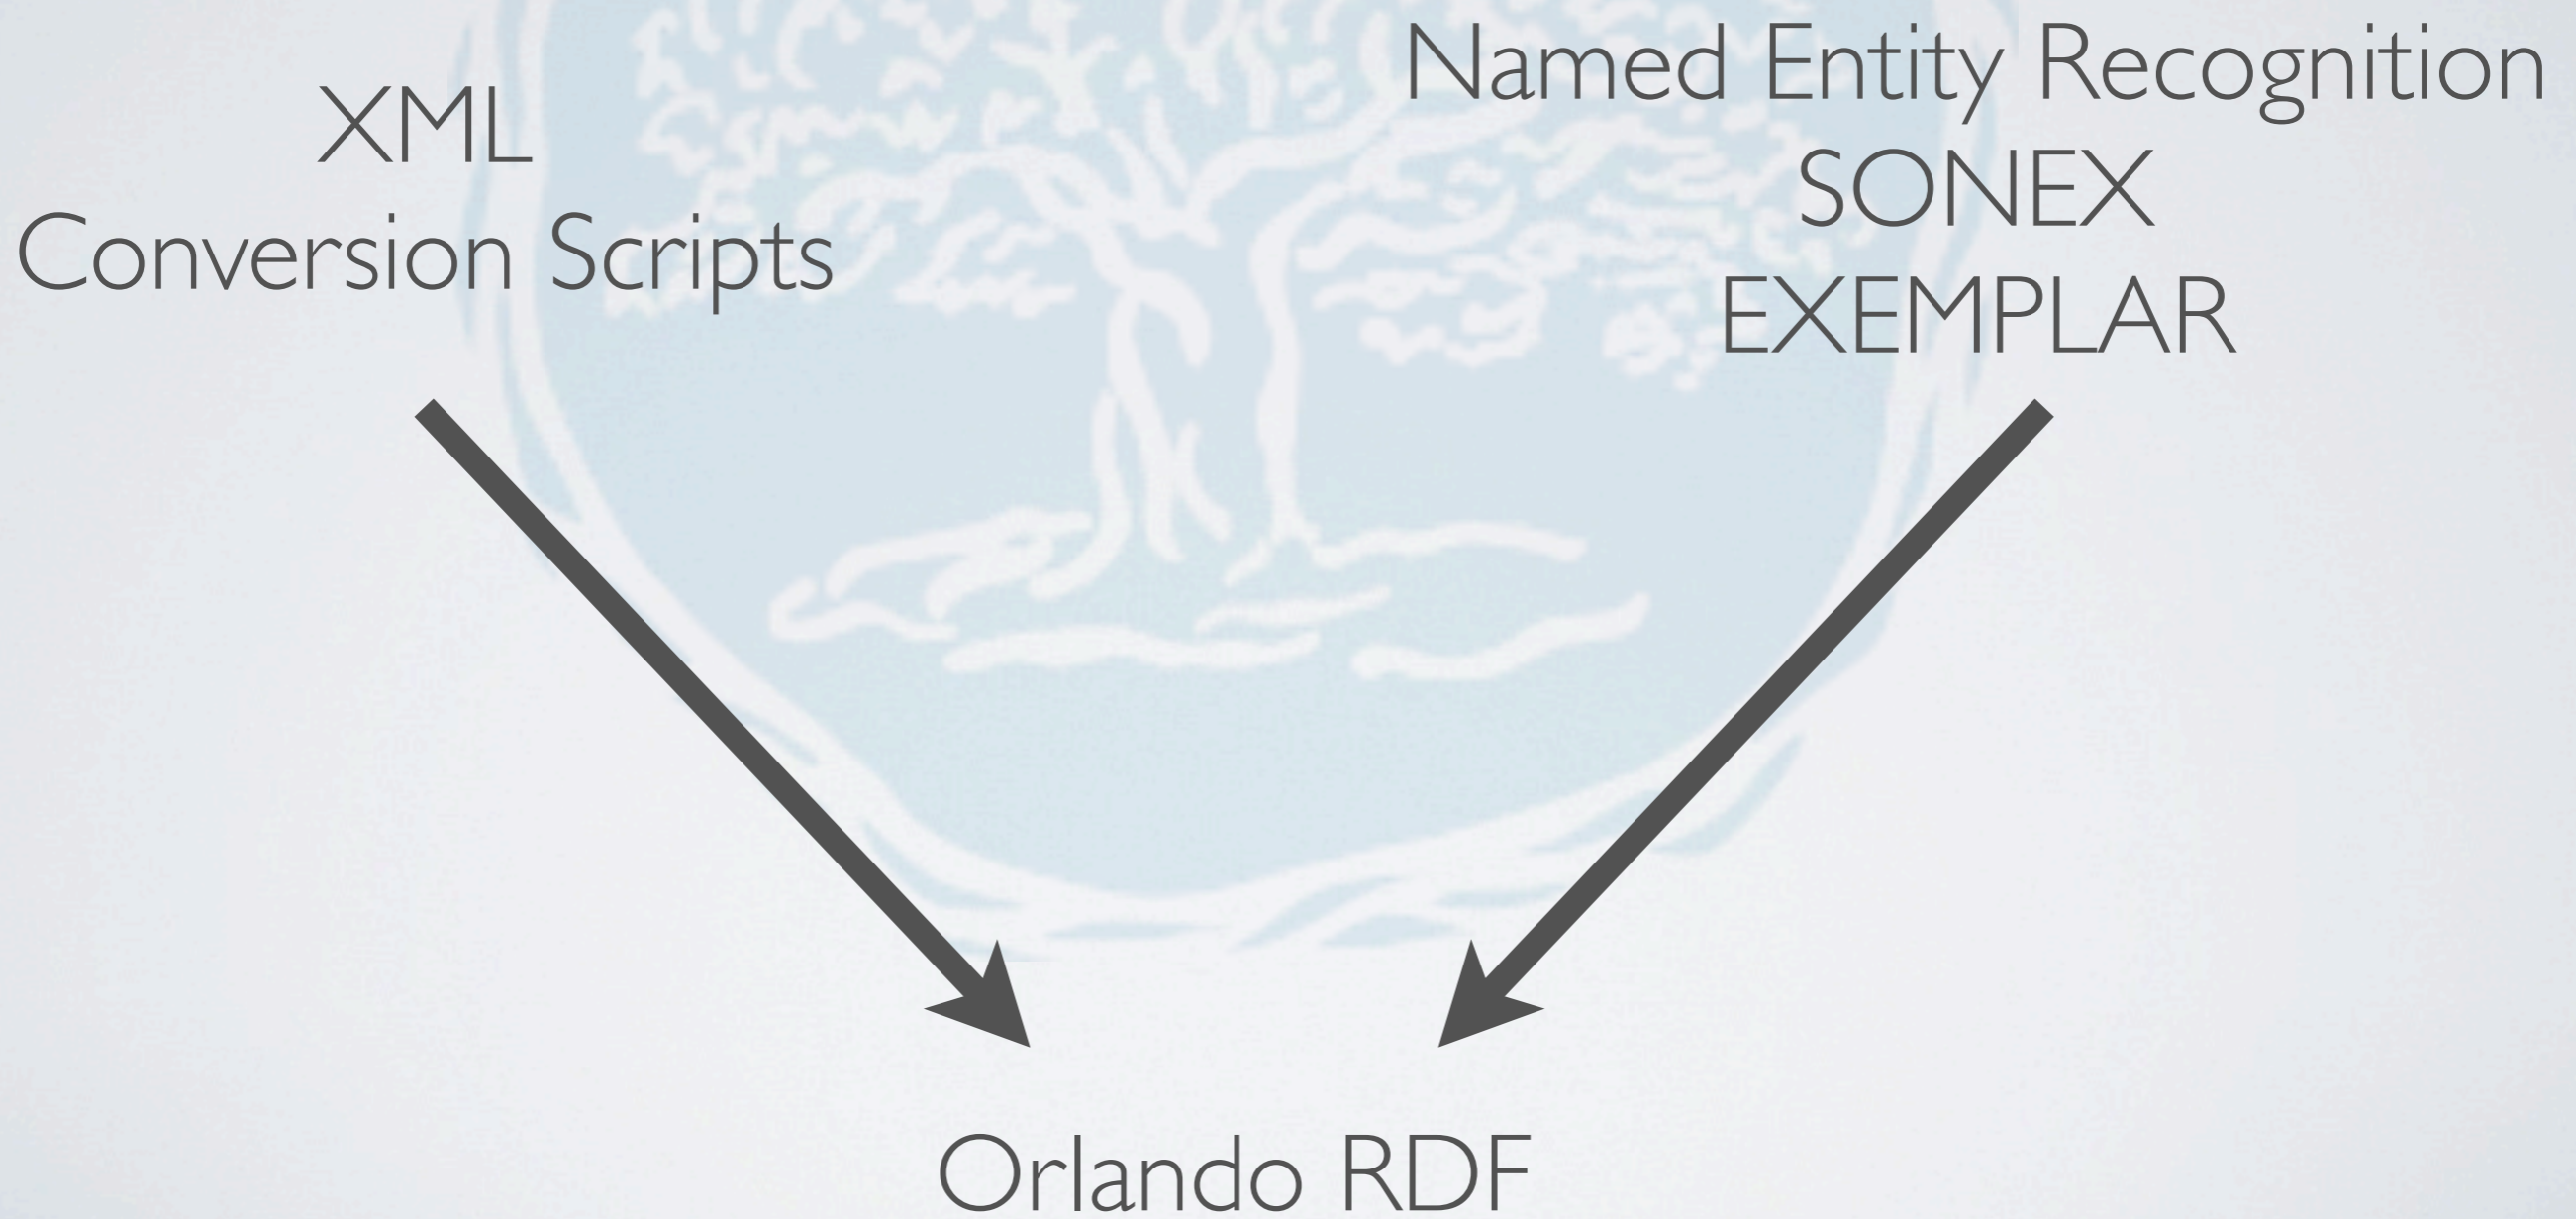 XML
Conversion Scripts
Named Entity Recognition
SONEX
EXEMPLAR
Orlando RDF